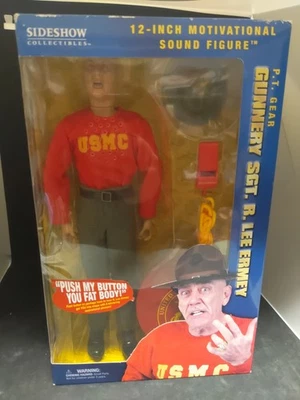 SIDESHOW
COLLECTIBLES
12-INCH MOTIVATIONAL
SOUND FIGURE™
P.T. GEAR
GUNNERY SGT. R. LEE ERMEY
USMC
"PUSH MY BUTTON
YOU FAT BODY!"
WARNING:
USMC